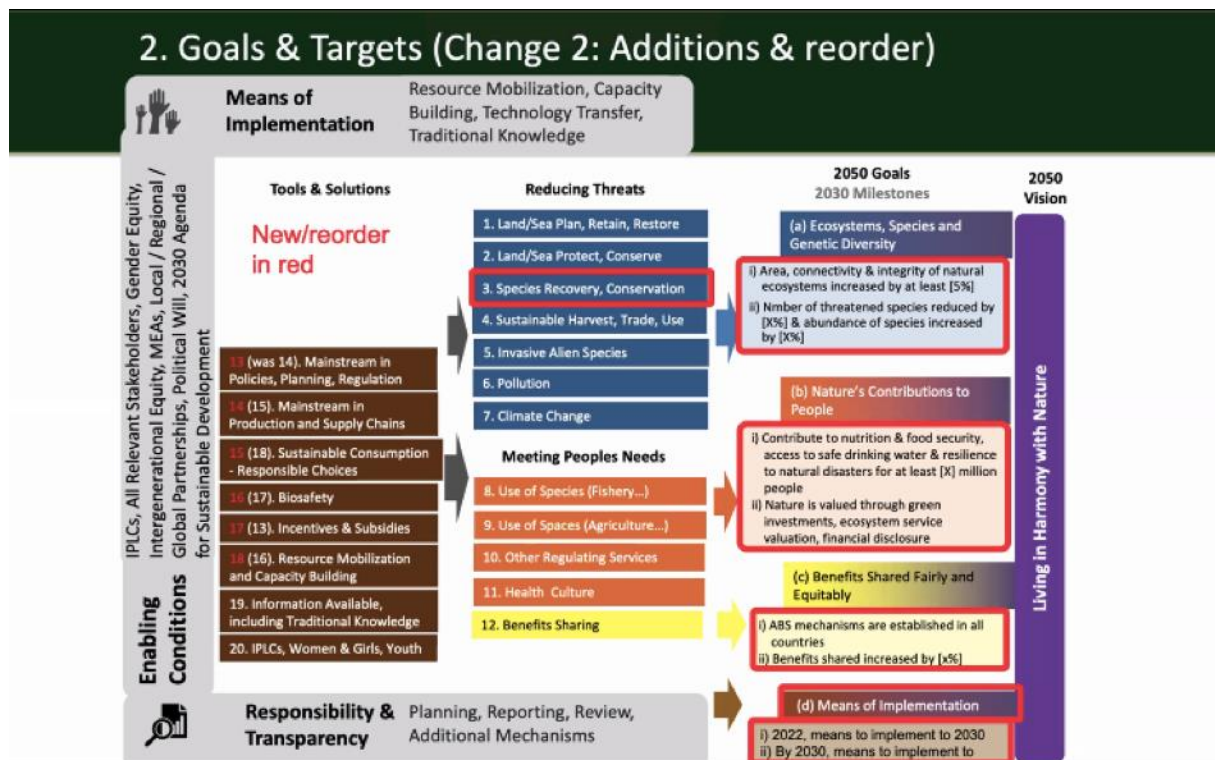 2. Goals & Targets (Change 2: Additions & reorder)
Means of
Implementation
Resource Mobilization, Capacity
Building, Technology Transfer,
Traditional Knowledge
IPLCs, All Relevant Stakeholders, Gender Equity,
Intergenerational Equity, MEAs, Local / Regional /
Global Partnerships, Political Will, 2030 Agenda
for Sustainable Development
Enabling
Conditions
Tools & Solutions
New/reorder
in red
13 (was 14). Mainstream in
Policies, Planning, Regulation
14 (15). Mainstream in
Production and Supply Chains
15 (18). Sustainable Consumption
- Responsible Choices
16 (17). Biosafety
17 (13). Incentives & Subsidies
18 (16). Resource Mobilization
and Capacity Building
19. Information Available,
including Traditional Knowledge
20. IPLCs, Women & Girls, Youth
Reducing Threats
1. Land/Sea Plan, Retain, Restore
2. Land/Sea Protect, Conserve
3. Species Recovery, Conservation
4. Sustainable Harvest, Trade, Use
5. Invasive Alien Species
6. Pollution
7. Climate Change
Meeting Peoples Needs
8. Use of Species (Fishery...)
9. Use of Spaces (Agriculture...)
10. Other Regulating Services
11. Health Culture
12. Benefits Sharing
2050 Goals
2030 Milestones
(a) Ecosystems, Species and
Genetic Diversity
i) Area, connectivity & integrity of natural
ecosystems increased by at least [5%]
ii) Nmber of threatened species reduced by
[X%] & abundance of species increased
by [X%]
(b) Nature's Contributions to
People
i) Contribute to nutrition & food security,
access to safe drinking water & resilience
to natural disasters for at least [X] million
people
ii) Nature is valued through green
investments, ecosystem service
valuation, financial disclosure
(c) Benefits Shared Fairly and
Equitably
i) ABS mechanisms are established in all
countries
ii) Benefits shared increased by [x%]
(d) Means of Implementation
i) 2022, means to implement to 2030
ii) By 2030, means to implement to
2050
Vision
Living in Harmony with Nature
Responsibility &
Transparency
Planning, Reporting, Review,
Additional Mechanisms